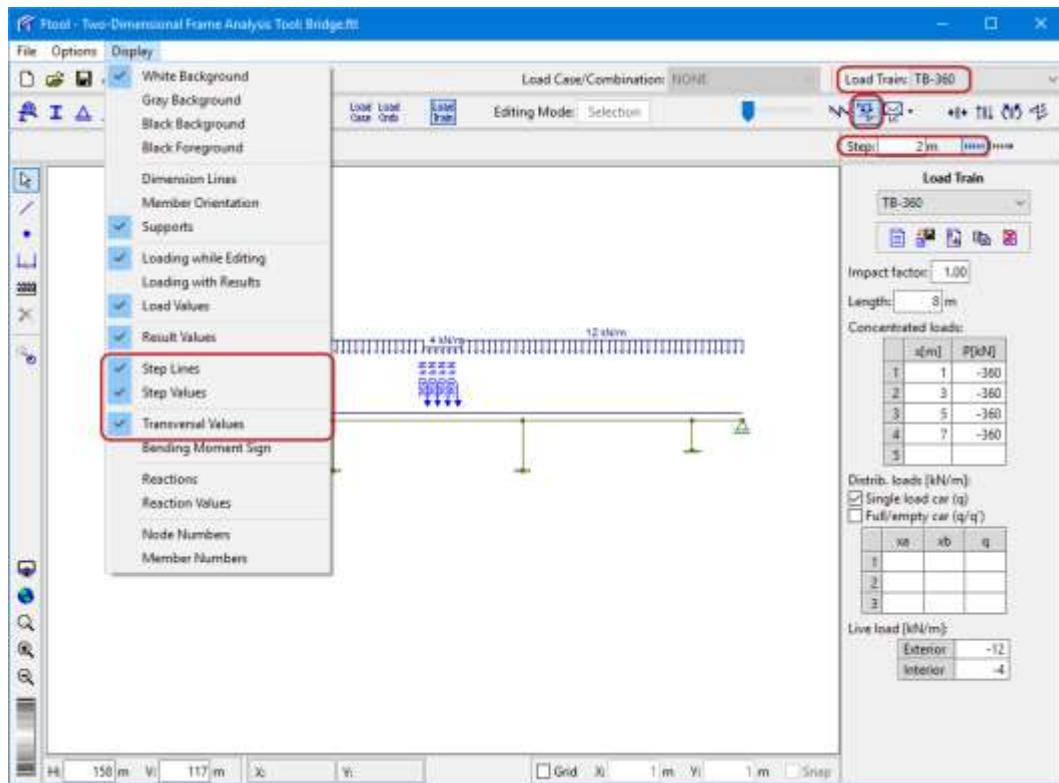 Ftool - Two-Dimensional Frame Analysis Tool: Bridge.ftl
File Options Display
White Background
Gray Background
Black Background
Black Foreground
Dimension Lines
Member Orientation
Supports
Loading while Editing
Loading with Results
Load Values
Result Values
Step Lines
Step Values
Transversal Values
Bending Moment Sign
Reactions
Reaction Values
Node Numbers
Member Numbers
Load Case/Combination: NONE
Load Train: TB-360
Load Case Load Cmb Load Train
Editing Mode: Selection
Step: 2 m
4 kN/m
12 kN/m
Load Train
TB-360
Impact factor: 1.00
Length: 8 m
Concentrated loads:
x[m] P[kN]
1 1 -360
2 3 -360
3 5 -360
4 7 -360
5
Distrib. loads [kN/m]:
Single load car (q)
Full/empty car (q/q')
xa xb q
1
2
3
Live load [kN/m]:
Exterior -12
Interior -4
H: 158 m V: 117 m X: Y: Grid X: 1 m Y: 1 m Snap